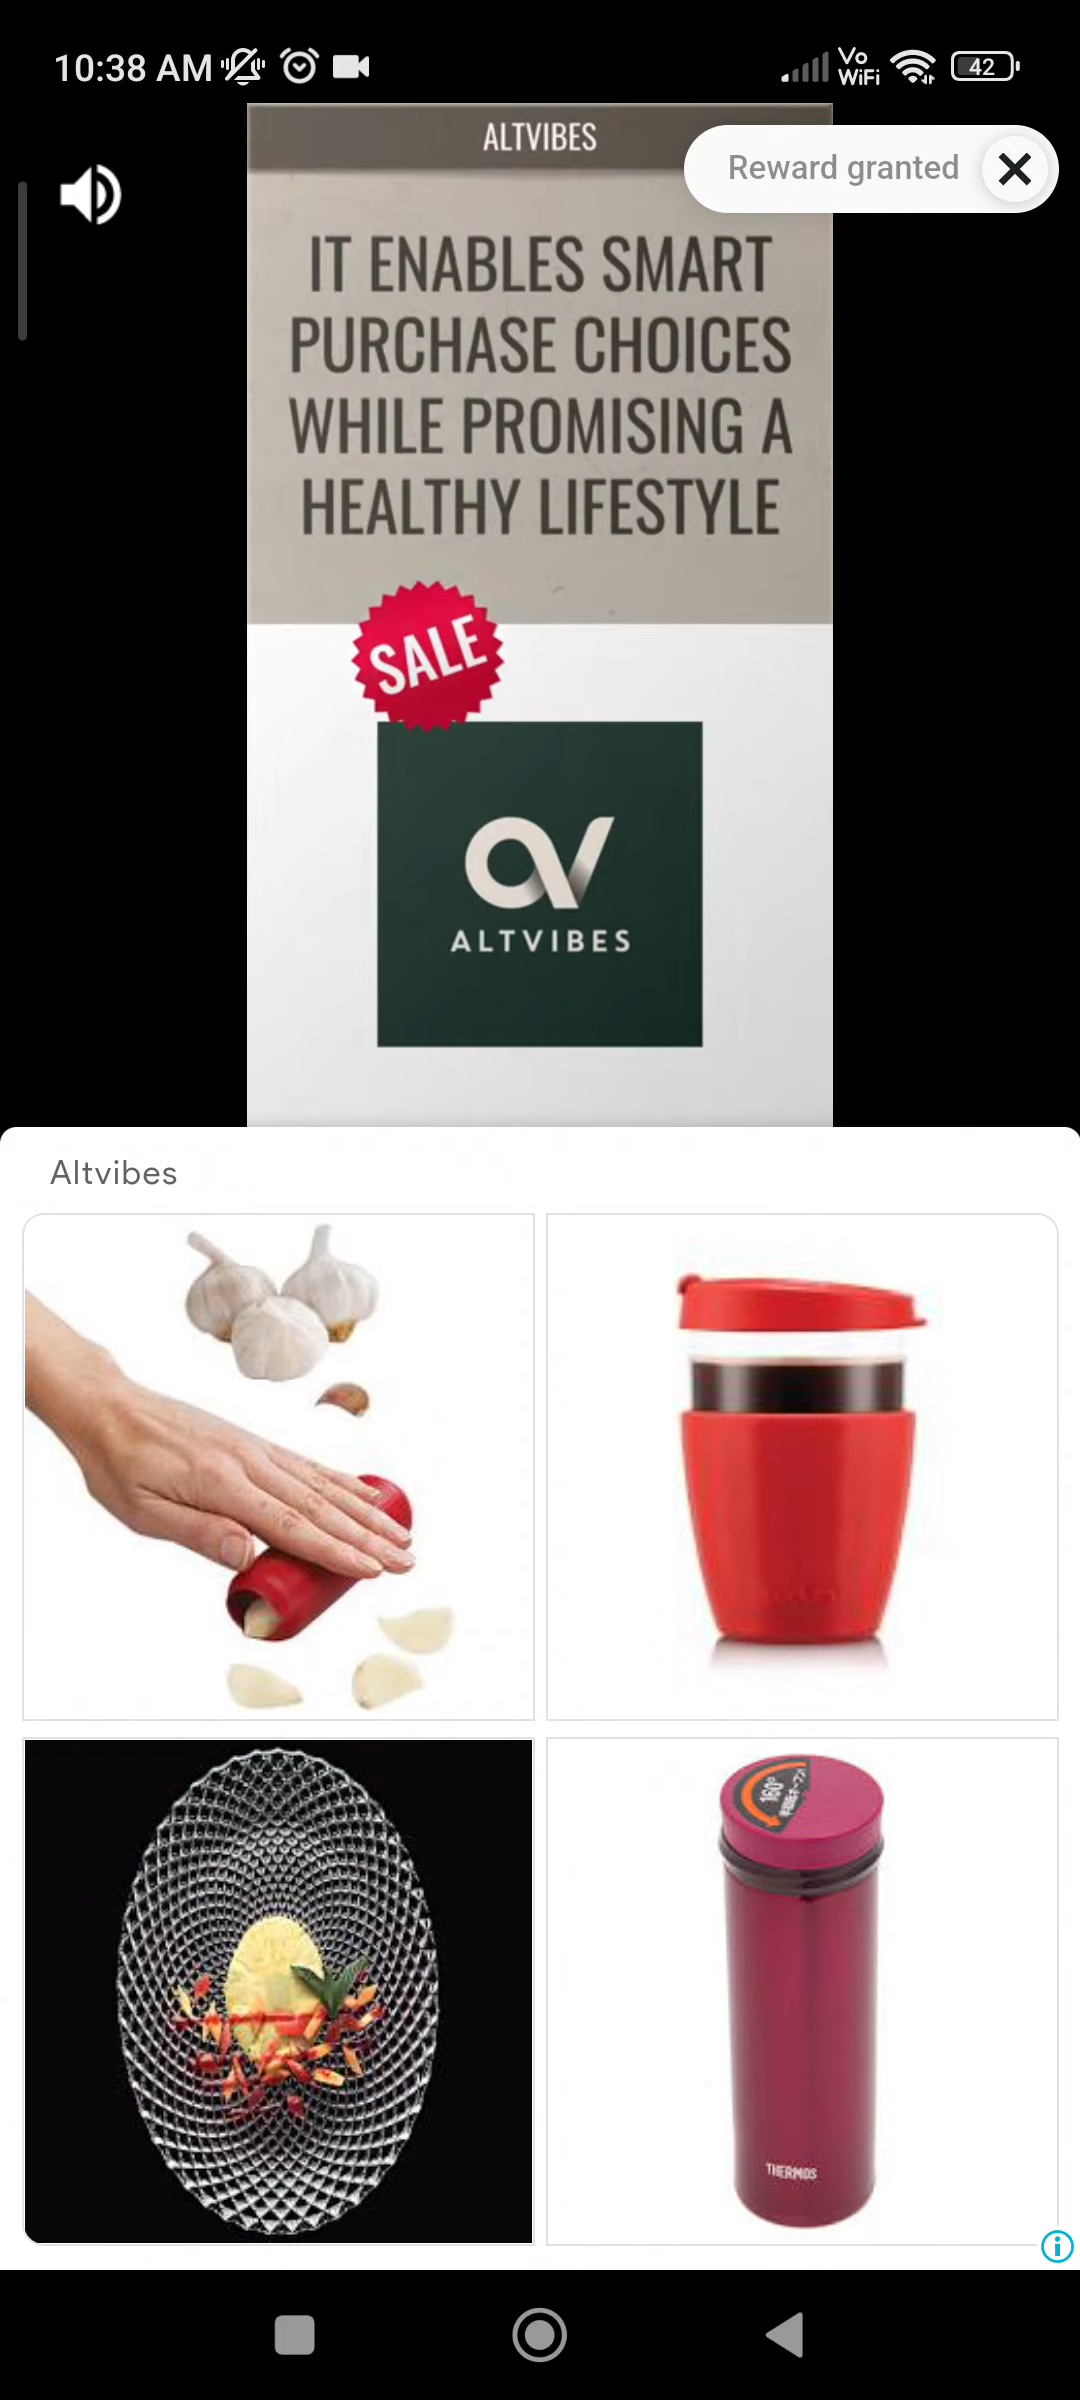 10:38 AM
Vo
WiFi
42
ALTVIBES
Reward granted
IT ENABLES SMART
PURCHASE CHOICES
WHILE PROMISING A
HEALTHY LIFESTYLE
SALE
ALTVIBES
Altvibes
160°
THERMOS